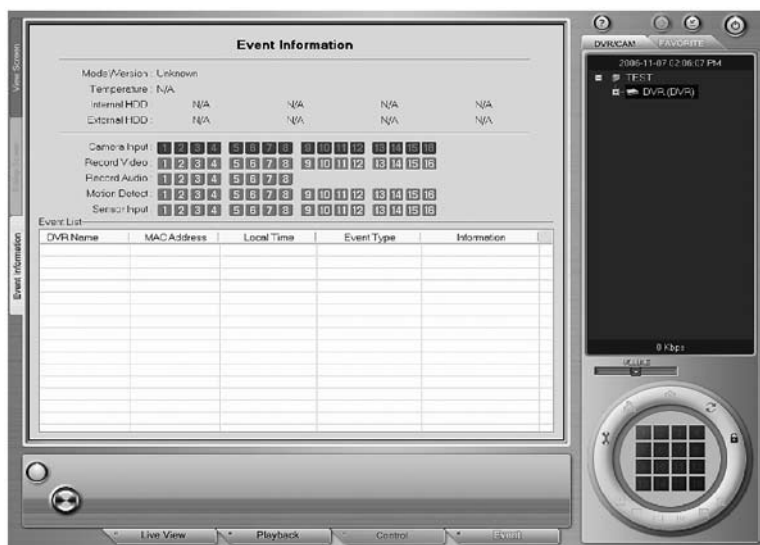 Event Information
Model/Version : Unknown
Temperature : N/A
Internal HDD : N/A N/A N/A N/A
External HDD : N/A N/A N/A N/A
Camera Input : 1 2 3 4 5 6 7 8 9 10 11 12 13 14 15 16
Record Video : 1 2 3 4 5 6 7 8 9 10 11 12 13 14 15 16
Record Audio : 1 2 3 4 5 6 7 8
Motion Detect : 1 2 3 4 5 6 7 8 9 10 11 12 13 14 15 16
Sensor Input : 1 2 3 4 5 6 7 8 9 10 11 12 13 14 15 16
Event List
DVR Name MAC Address Local Time Event Type Information
View Screen
Event Information
DVR/CAM FAVORITE
2006-11-07 02:06:07 PM
TEST
DVR (DVR)
0 Kbps
VOLUME
Live View Playback Control Event